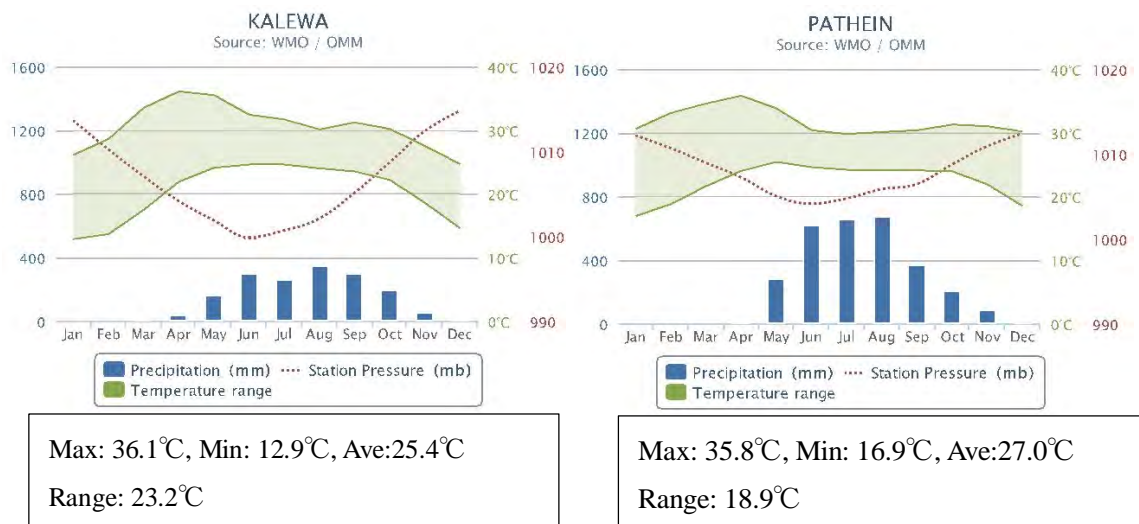 KALEWA
Source: WMO / OMM
1600
1200
800
400
0
40℃
30℃
20℃
10℃
0℃
1020
1010
1000
990
Jan Feb Mar Apr May Jun Jul Aug Sep Oct Nov Dec
Precipitation (mm) Station Pressure (mb)
Temperature range
Max: 36.1℃, Min: 12.9℃, Ave:25.4℃
Range: 23.2℃
PATHEIN
Source: WMO / OMM
1600
1200
800
400
0
40℃
30℃
20℃
10℃
0℃
1020
1010
1000
990
Jan Feb Mar Apr May Jun Jul Aug Sep Oct Nov Dec
Precipitation (mm) Station Pressure (mb)
Temperature range
Max: 35.8℃, Min: 16.9℃, Ave:27.0℃
Range: 18.9℃